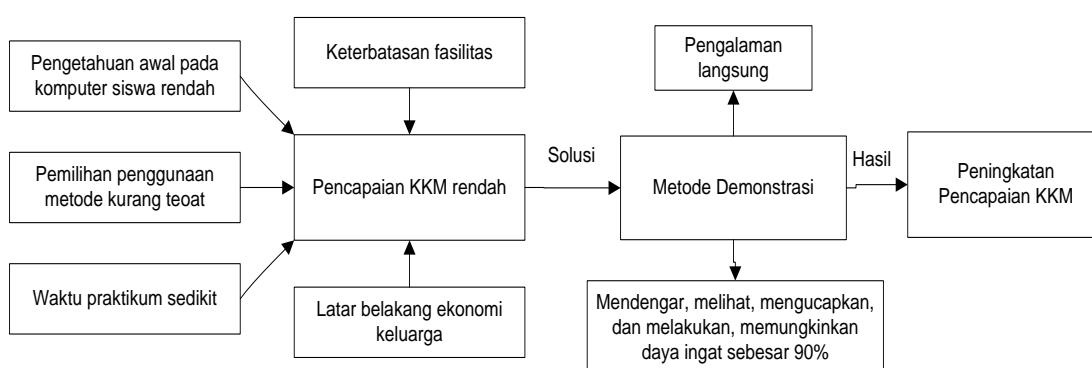 Pengetahuan awal pada
komputer siswa rendah
Pemilihan penggunaan
metode kurang teoat
Waktu praktikum sedikit
Keterbatasan fasilitas
Pencapaian KKM rendah
Latar belakang ekonomi
keluarga
Solusi
Pengalaman
langsung
Metode Demonstrasi
Mendengar, melihat, mengucapkan,
dan melakukan, memungkinkan
daya ingat sebesar 90%
Hasil
Peningkatan
Pencapaian KKM